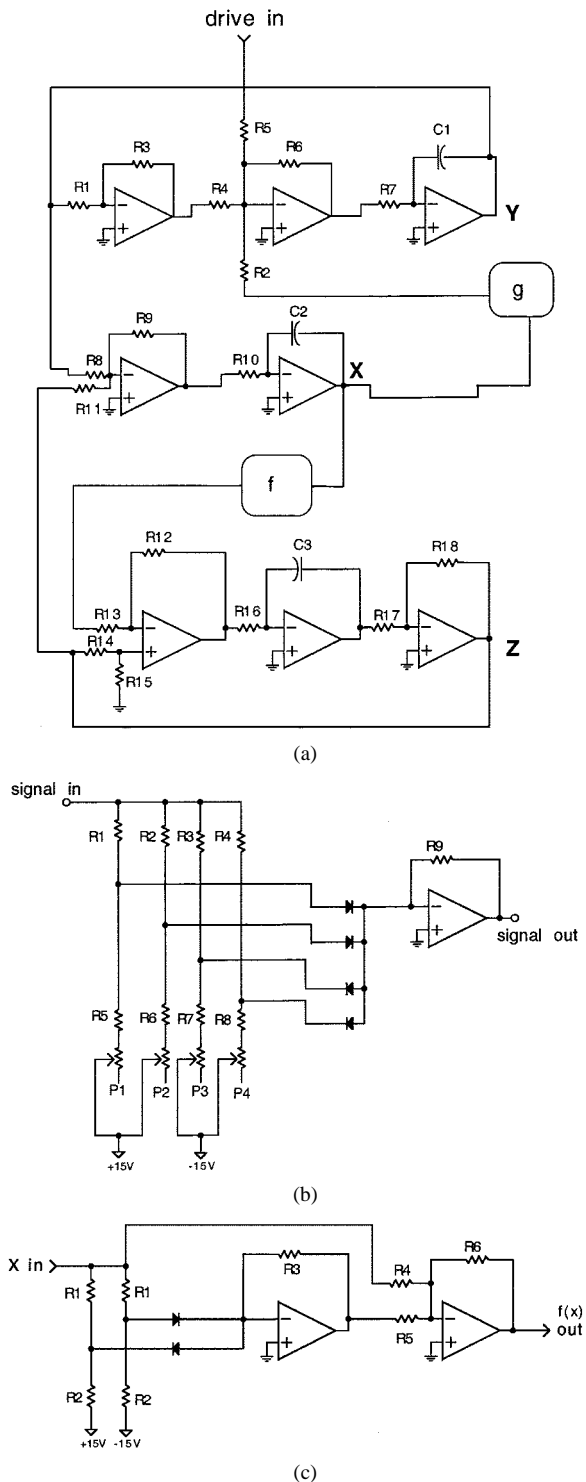 drive in
R5
R3
R6
C1
R1
R4
R7
Y
R2
g
R9
C2
R8
R10
X
R11
f
R12
C3
R18
R13
R16
R17
R14
Z
R15
(a)
signal in
R1 R2 R3 R4
R9
signal out
R5 R6 R7 R8
P1 P2 P3 P4
+15V -15V
(b)
X in
R1 R1
R3
R4
R6
f(x)
out
R5
R2 R2
+15V -15V
(c)